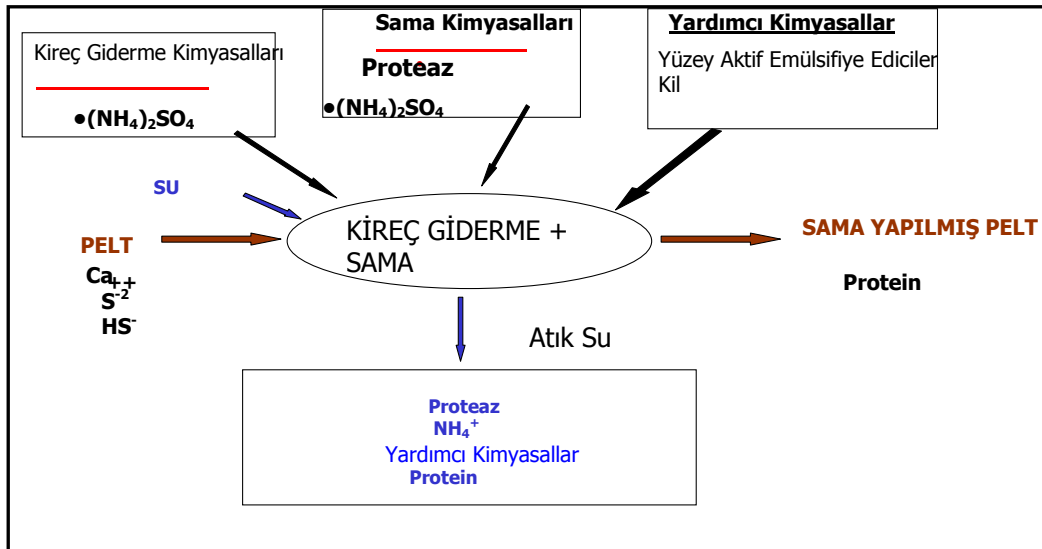 Kireç Giderme Kimyasalları
●(NH₄)₂SO₄
Sama Kimyasalları
Proteaz
●(NH₄)₂SO₄
Yardımcı Kimyasallar
Yüzey Aktif Emülsifiye Ediciler
Kil
SU
PELT
Ca++
S⁻²
HS⁻
KİREÇ GİDERME +
SAMA
SAMA YAPILMIŞ PELT
Protein
Atık Su
Proteaz
NH₄⁺
Yardımcı Kimyasallar
Protein